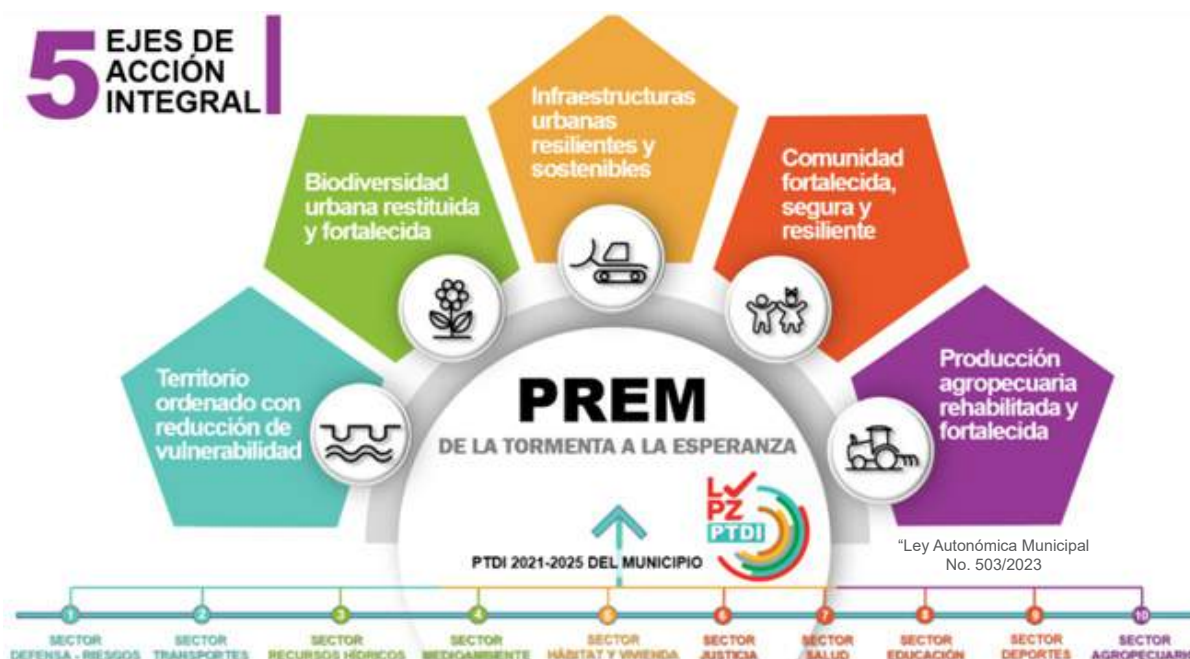 5 EJES DE
ACCIÓN
INTEGRAL
Territorio
ordenado con
reducción de
vulnerabilidad
Biodiversidad
urbana restituida
y fortalecida
Infraestructuras
urbanas
resilientes y
sostenibles
Comunidad
fortalecida,
segura y
resiliente
Producción
agropecuaria
rehabilitada y
fortalecida
PREM
DE LA TORMENTA A LA ESPERANZA
L
PZ
PTDI
PTDI 2021-2025 DEL MUNICIPIO
“Ley Autonómica Municipal
No. 503/2023
1
SECTOR
DEFENSA - RIESGOS
2
SECTOR
TRANSPORTES
3
SECTOR
RECURSOS HÍDRICOS
4
SECTOR
MEDIOAMBIENTE
5
SECTOR
HÁBITAT Y VIVIENDA
6
SECTOR
JUSTICIA
7
SECTOR
SALUD
8
SECTOR
EDUCACIÓN
9
SECTOR
DEPORTES
10
SECTOR
AGROPECUARIO